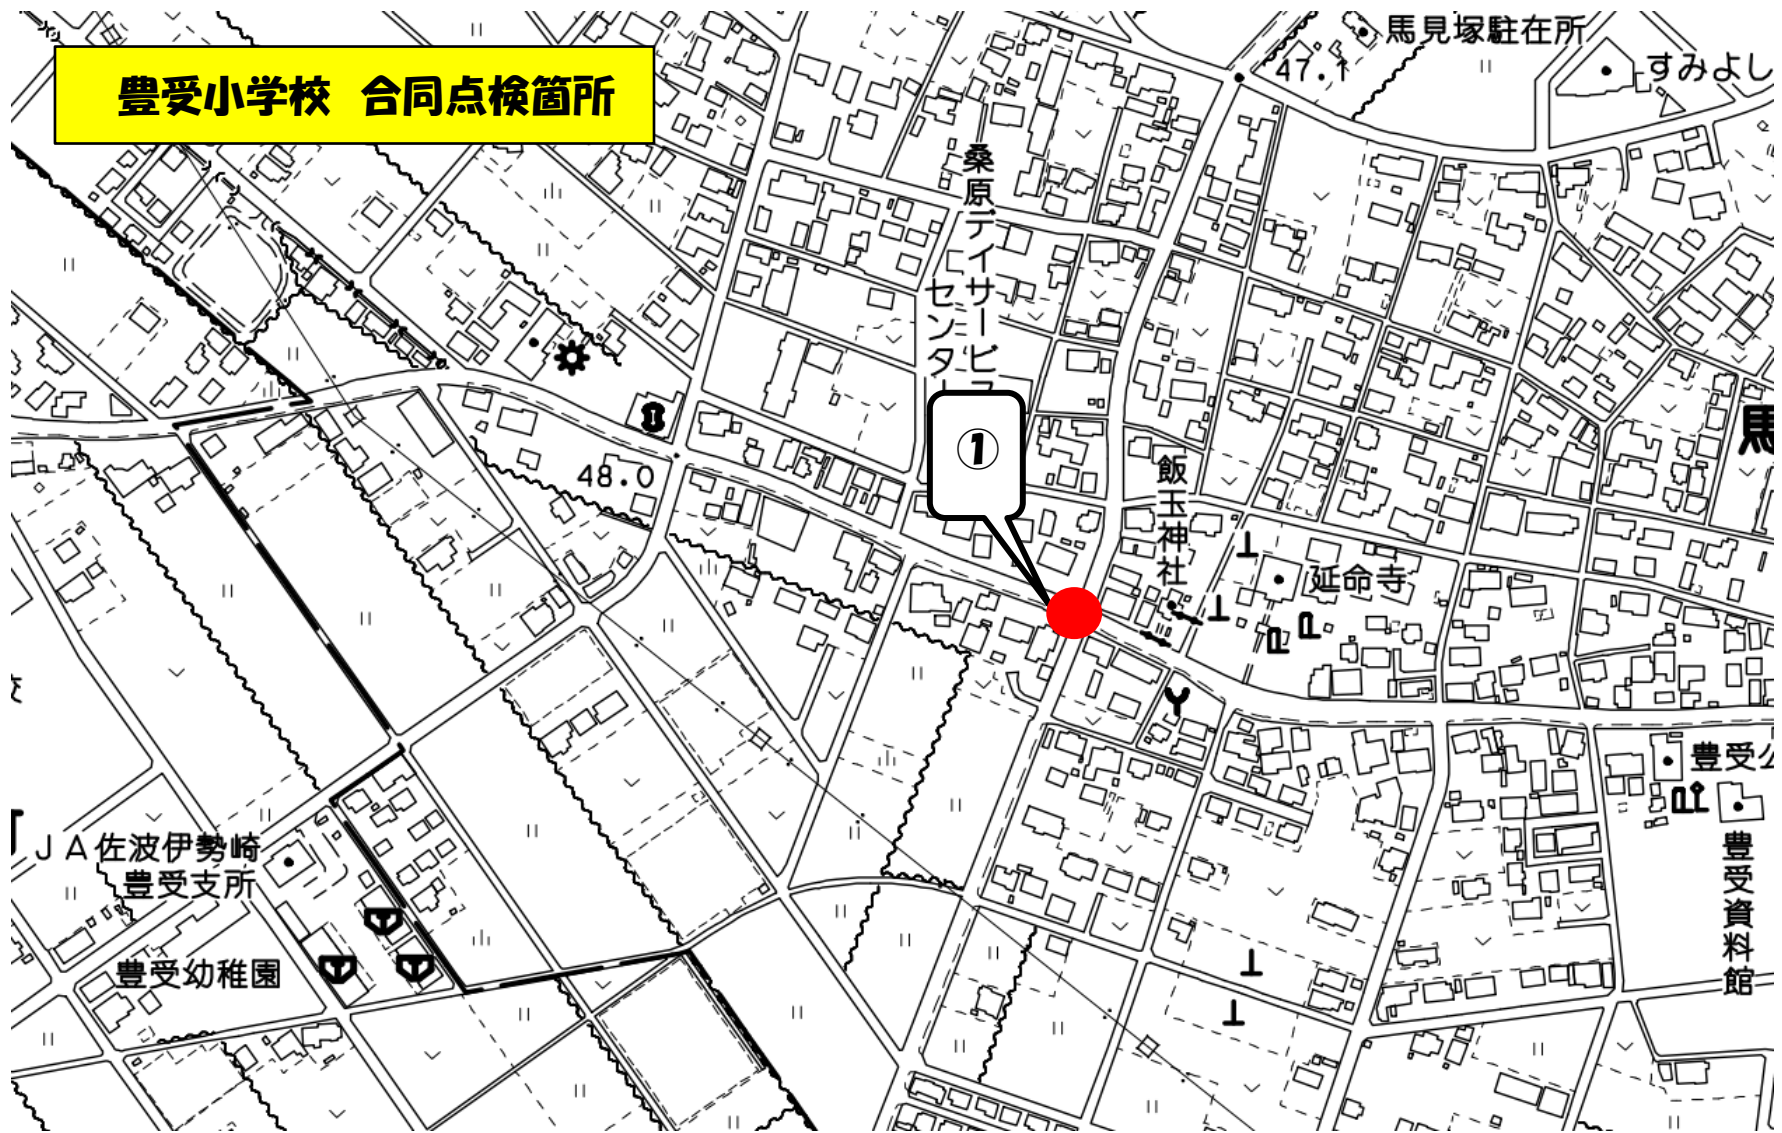 豊受小学校 合同点検箇所
馬見塚駐在所
47.1
すみよし
桑原デイサービス
センター
①
48.0
飯玉神社
延命寺
馬
豊受公
豊受資料館
JA佐波伊勢崎
豊受支所
豊受幼稚園